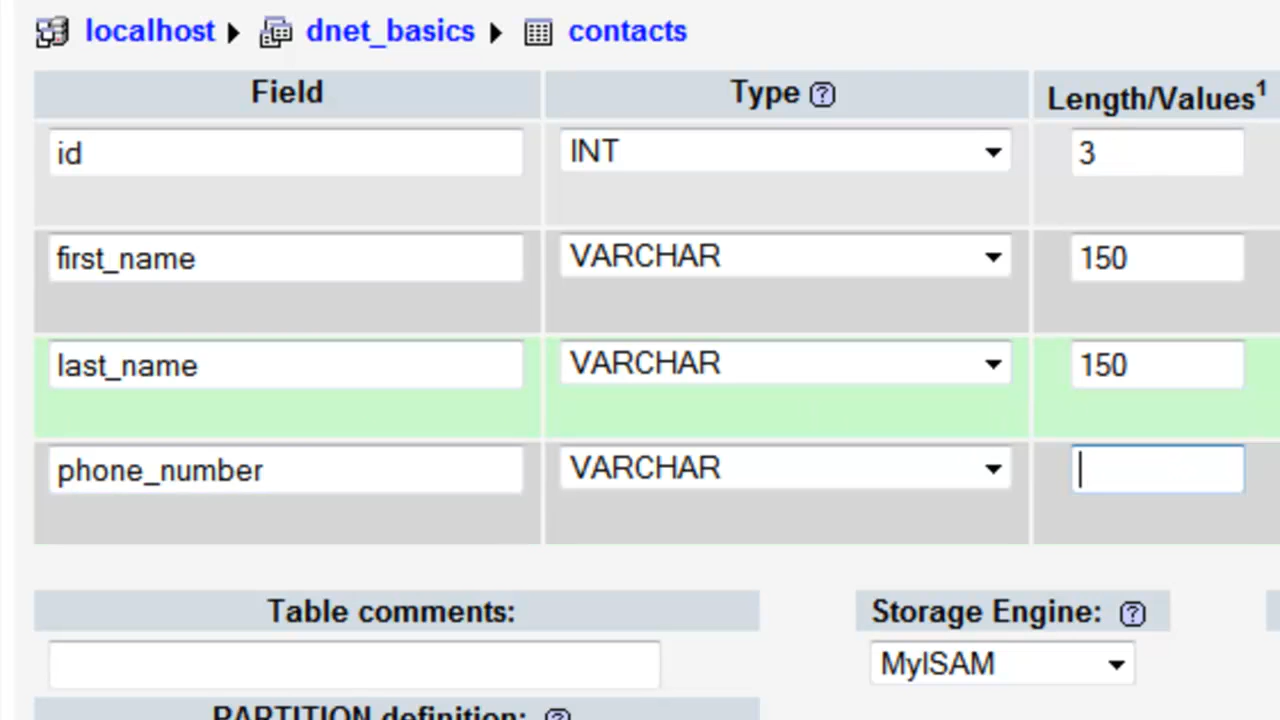 localhost dnet_basics contacts
Field Type Length/Values1
id INT 3
first_name VARCHAR 150
last_name VARCHAR 150
phone_number VARCHAR
Table comments: Storage Engine:
MyISAM
PARTITION definition: